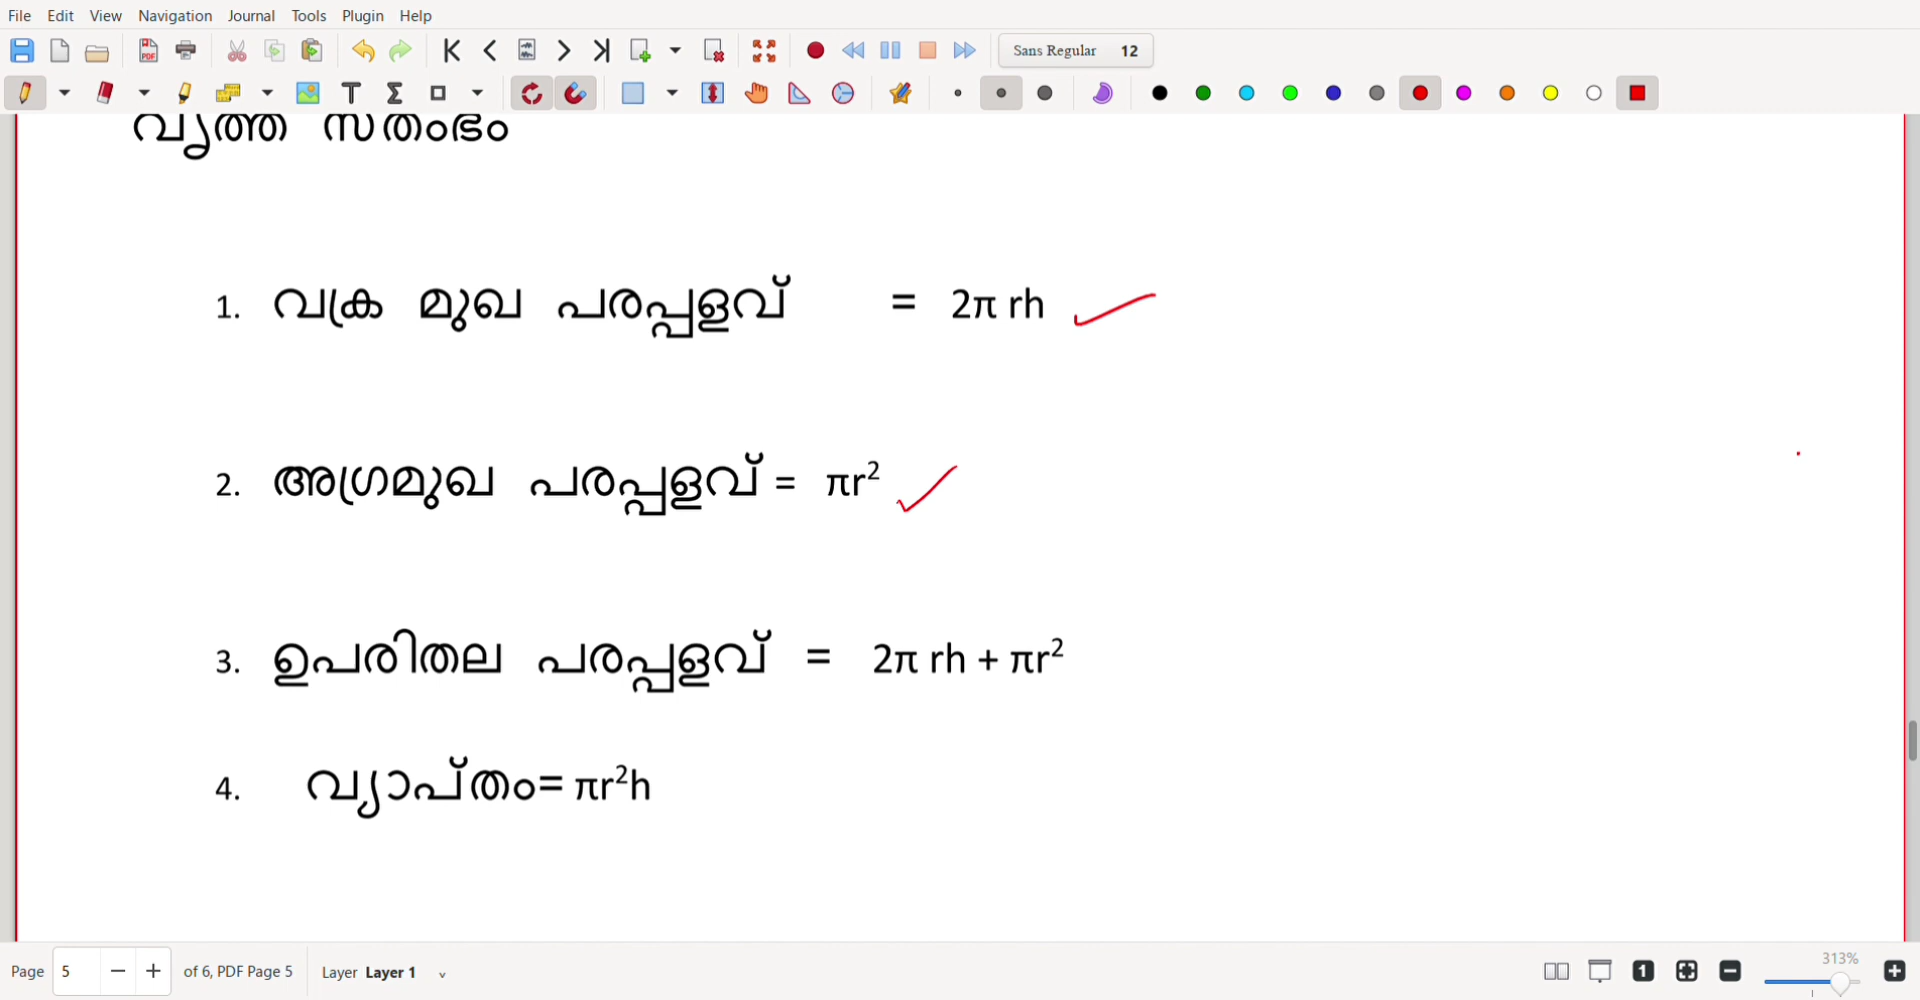 File Edit View Navigation Journal Tools Plugin Help
Sans Regular 12
വൃത്ത സ്തംഭം
1. വക്ര മുഖ പരപ്പളവ് = 2π rh
2. അഗ്രമുഖ പരപ്പളവ് = πr²
3. ഉപരിതല പരപ്പളവ് = 2π rh + πr²
4. വ്യാപ്തം= πr²h
Page 5 of 6, PDF Page 5 Layer Layer 1 313%